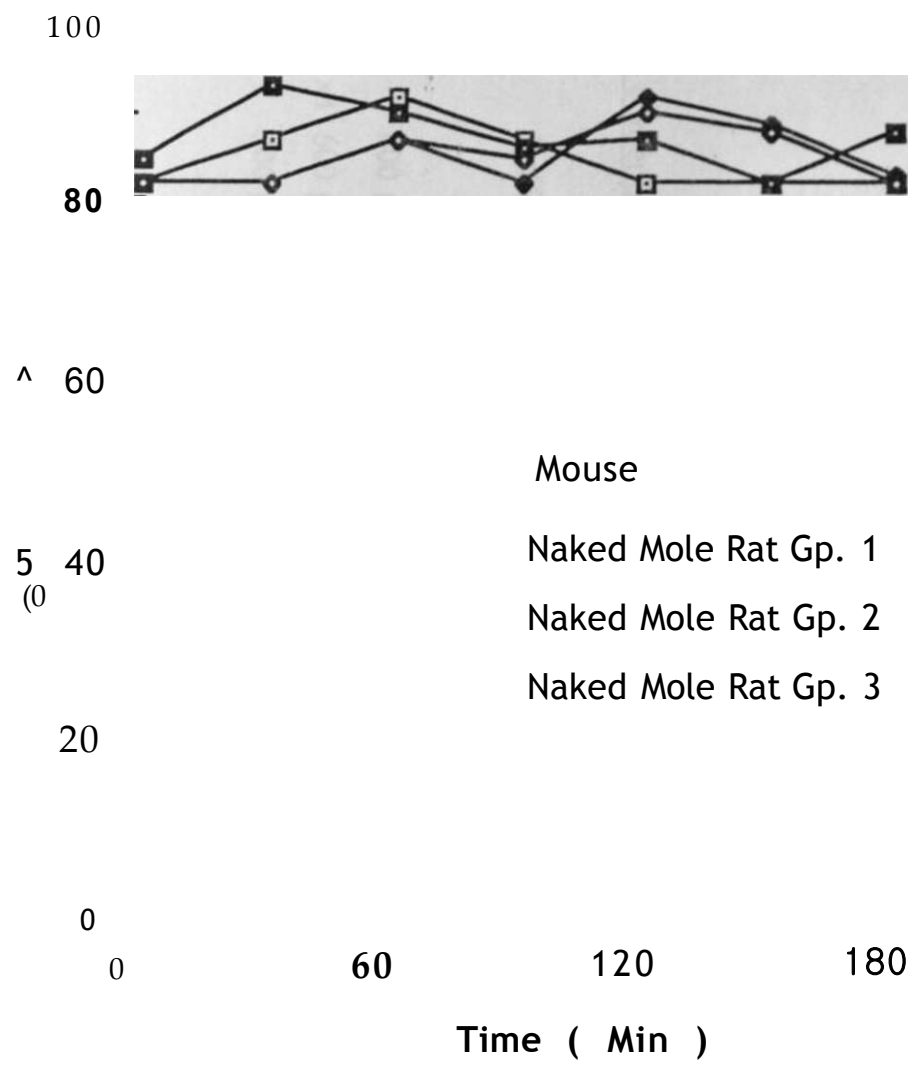 100
80
^ 60
Mouse
Naked Mole Rat Gp. 1
5 40
(0
Naked Mole Rat Gp. 2
Naked Mole Rat Gp. 3
20
0
0 60 120 180
Time ( Min )